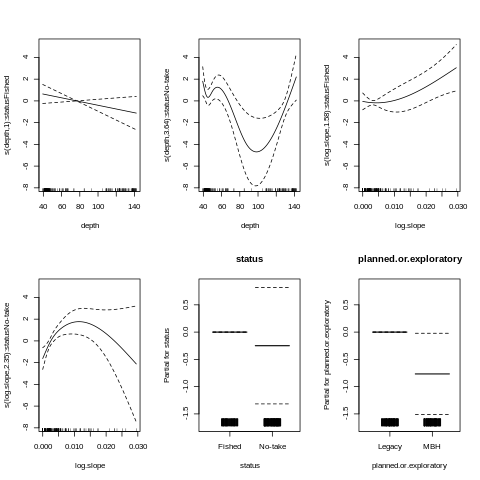 s(depth,1):statusFished
4
2
0
-2
-4
-6
-8
40 60 80 100 140
depth
s(depth,3.64):statusNo-take
4
2
0
-2
-4
-6
-8
40 60 80 100 140
depth
s(log.slope,1.58):statusFished
4
2
0
-2
-4
-6
-8
0.000 0.010 0.020 0.030
log.slope
s(log.slope,2.35):statusNo-take
4
2
0
-2
-4
-6
-8
0.000 0.010 0.020 0.030
log.slope
status
Partial for status
0.5
0.0
-0.5
-1.0
-1.5
Fished No-take
status
planned.or.exploratory
Partial for planned.or.exploratory
0.5
0.0
-0.5
-1.0
-1.5
Legacy MBH
planned.or.exploratory